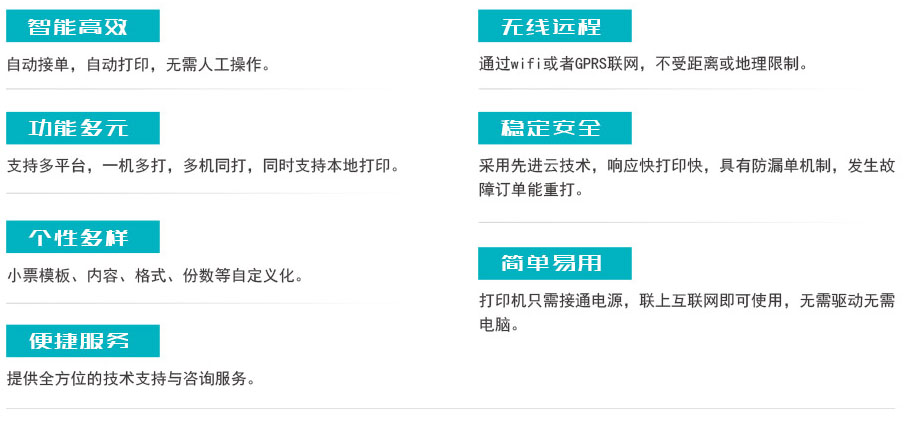 智能高效
自动接单，自动打印，无需人工操作。
功能多元
支持多平台，一机多打，多机同打，同时支持本地打印。
个性多样
小票模板、内容、格式、份数等自定义化。
便捷服务
提供全方位的技术支持与咨询服务。
无线远程
通过wifi或者GPRS联网，不受距离或地理限制。
稳定安全
采用先进云技术，响应快打印快，具有防漏单机制，发生故
障订单能重打。
简单易用
打印机只需接通电源，联上互联网即可使用，无需驱动无需
电脑。